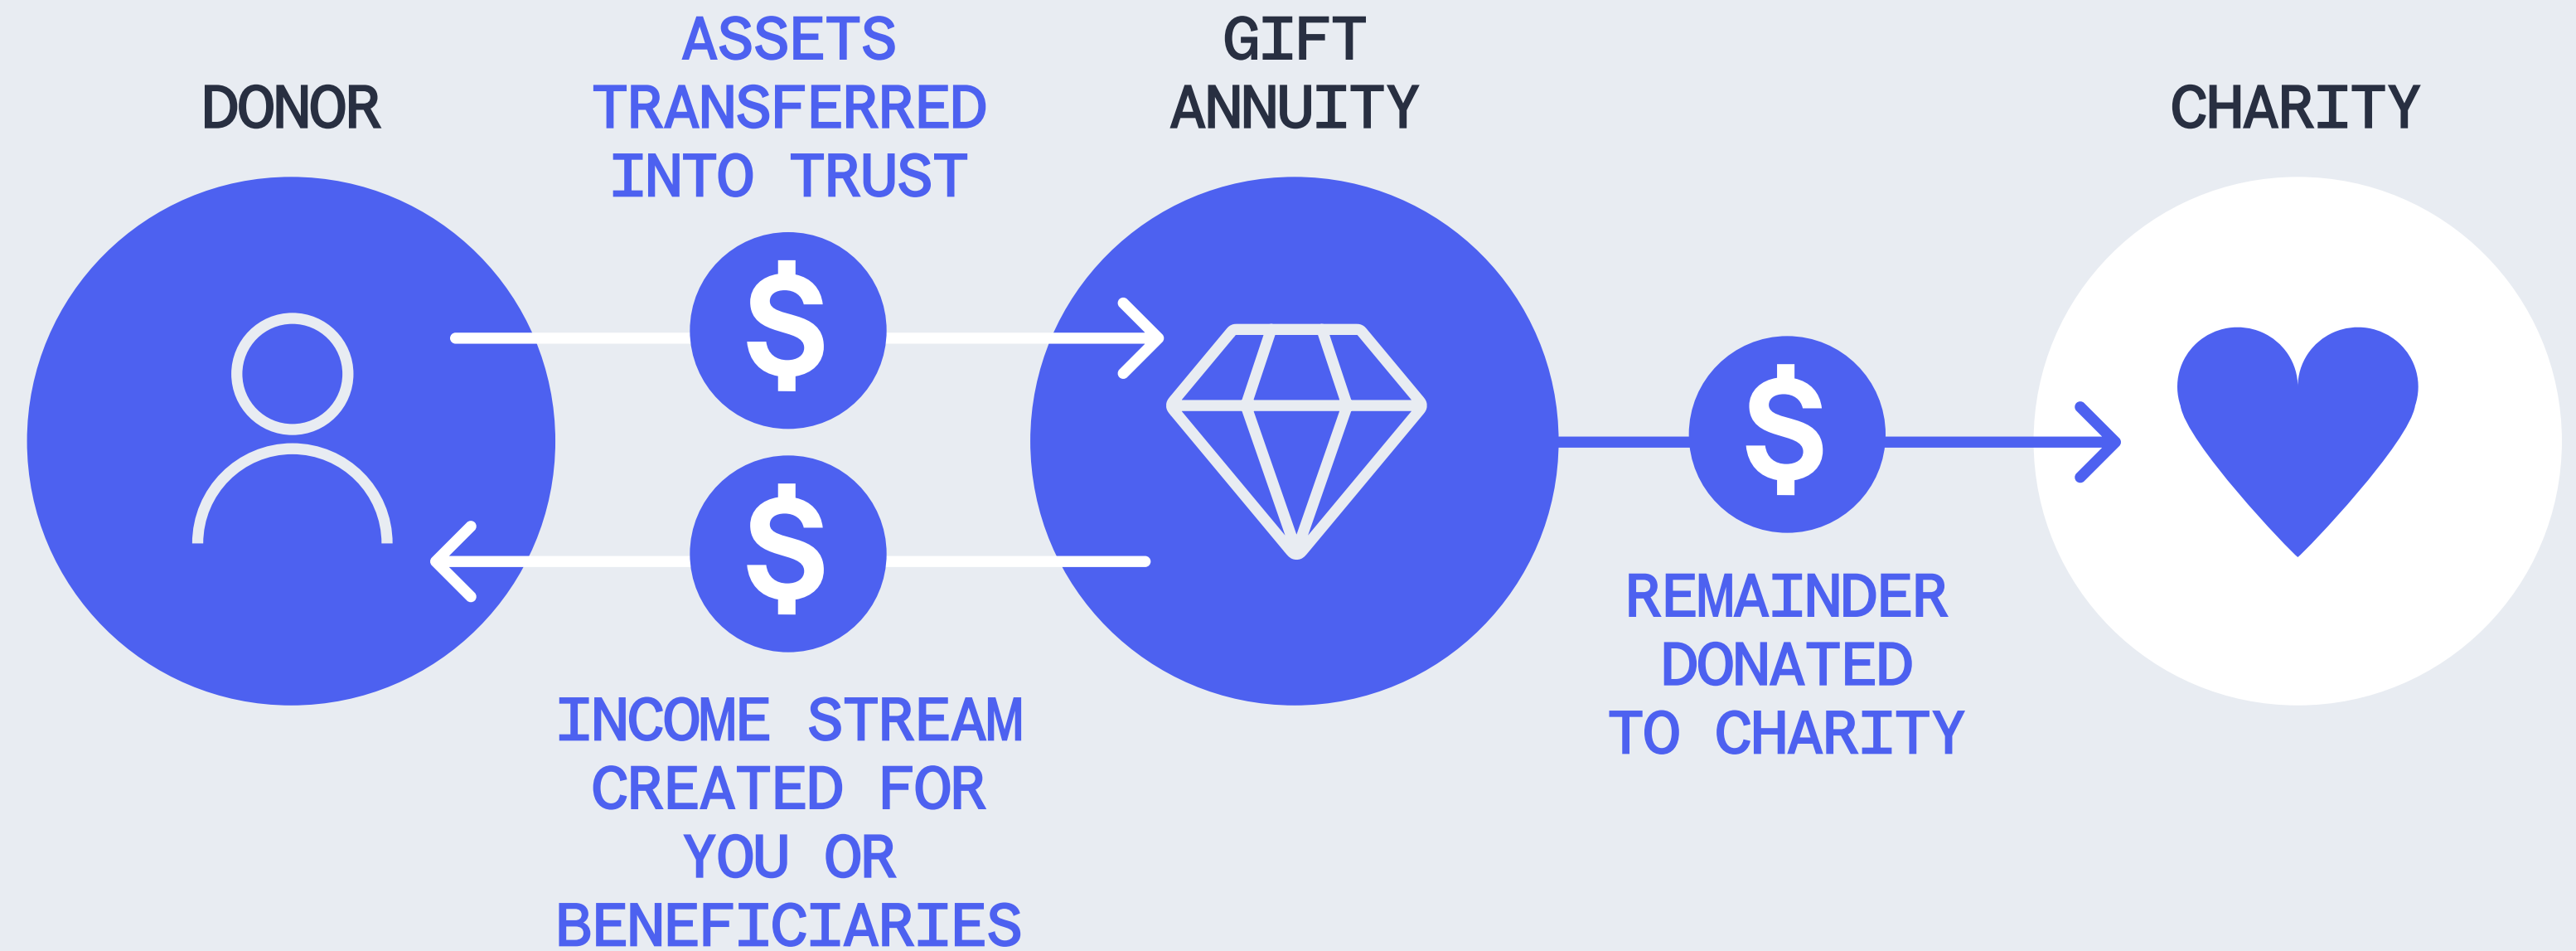 DONOR
ASSETS
TRANSFERRED
INTO TRUST
$
$
INCOME STREAM
CREATED FOR
YOU OR
BENEFICIARIES
GIFT
ANNUITY
$
REMAINDER
DONATED
TO CHARITY
CHARITY